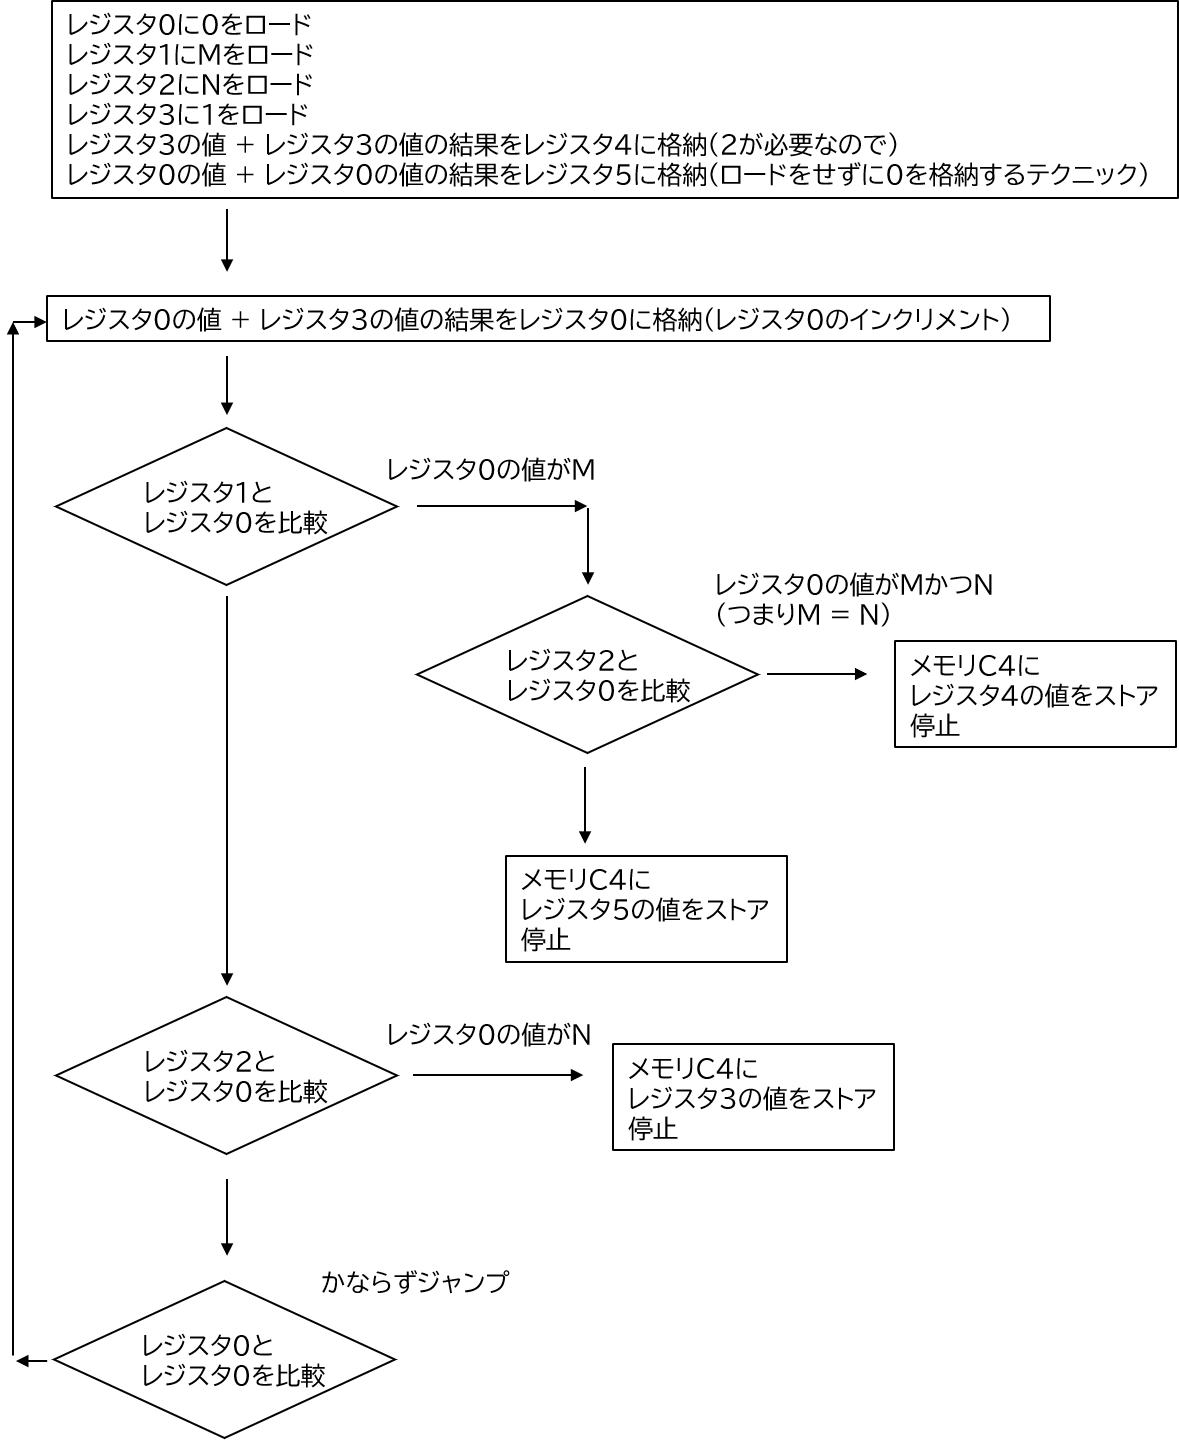 レジスタ0に0をロード
レジスタ1にMをロード
レジスタ2にNをロード
レジスタ3に1をロード
レジスタ3の値 + レジスタ3の値の結果をレジスタ4に格納(2が必要なので)
レジスタ0の値 + レジスタ0の値の結果をレジスタ5に格納(ロードをせずに0を格納するテクニック)
レジスタ0の値 + レジスタ3の値の結果をレジスタ0に格納(レジスタ0のインクリメント)
レジスタ1と
レジスタ0を比較
レジスタ0の値がM
レジスタ2と
レジスタ0を比較
レジスタ0の値がMかつN
(つまりM = N)
メモリC4に
レジスタ4の値をストア
停止
メモリC4に
レジスタ5の値をストア
停止
レジスタ2と
レジスタ0を比較
レジスタ0の値がN
メモリC4に
レジスタ3の値をストア
停止
かならずジャンプ
レジスタ0と
レジスタ0を比較